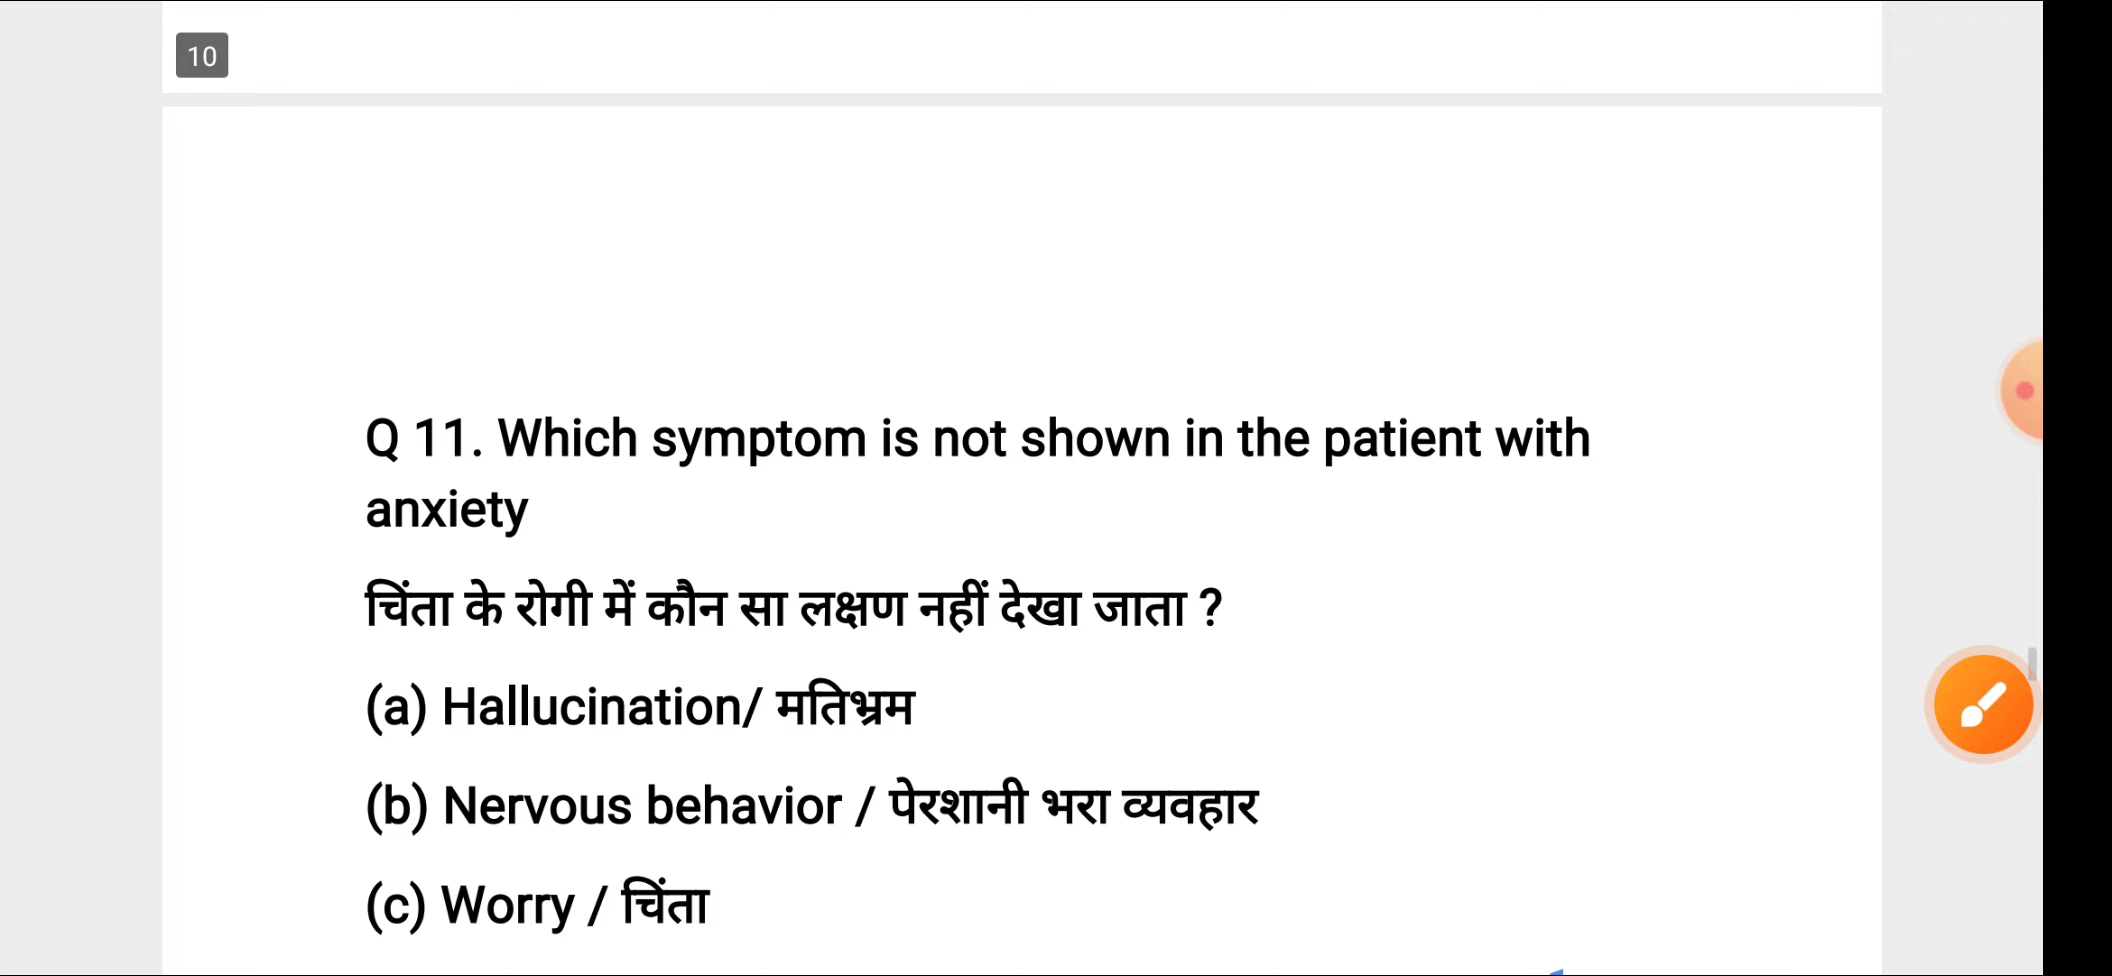 10
Q 11. Which symptom is not shown in the patient with
anxiety
चिंता के रोगी में कौन सा लक्षण नहीं देखा जाता ?
(a) Hallucination/ मतिभ्रम
(b) Nervous behavior / पेरशानी भरा व्यवहार
(c) Worry / चिंता